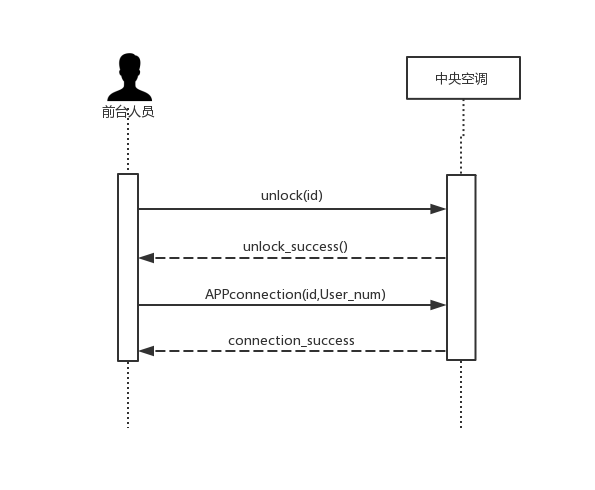 前台人员
中央空调
unlock(id)
unlock_success()
APPconnection(id,User_num)
connection_success